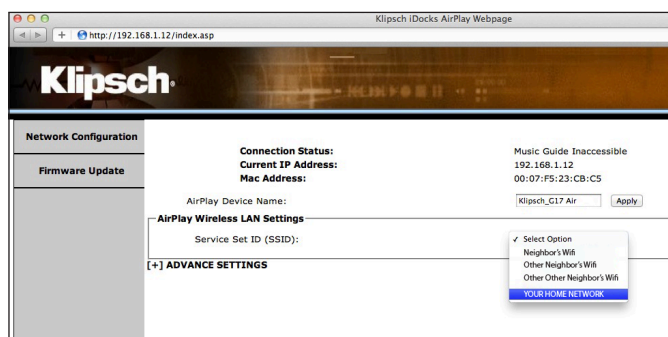 Klipsch iDocks AirPlay Webpage
http://192.168.1.12/index.asp
Klipsch
Network Configuration
Firmware Update
Connection Status: Music Guide Inaccessible
Current IP Address: 192.168.1.12
Mac Address: 00:07:F5:23:CB:C5
AirPlay Device Name: Klipsch_G17 Air Apply
AirPlay Wireless LAN Settings
Service Set ID (SSID): ✓ Select Option
Neighbor's Wifi
Other Neighbor's Wifi
Other Other Neighbor's Wifi
YOUR HOME NETWORK
[+] ADVANCE SETTINGS